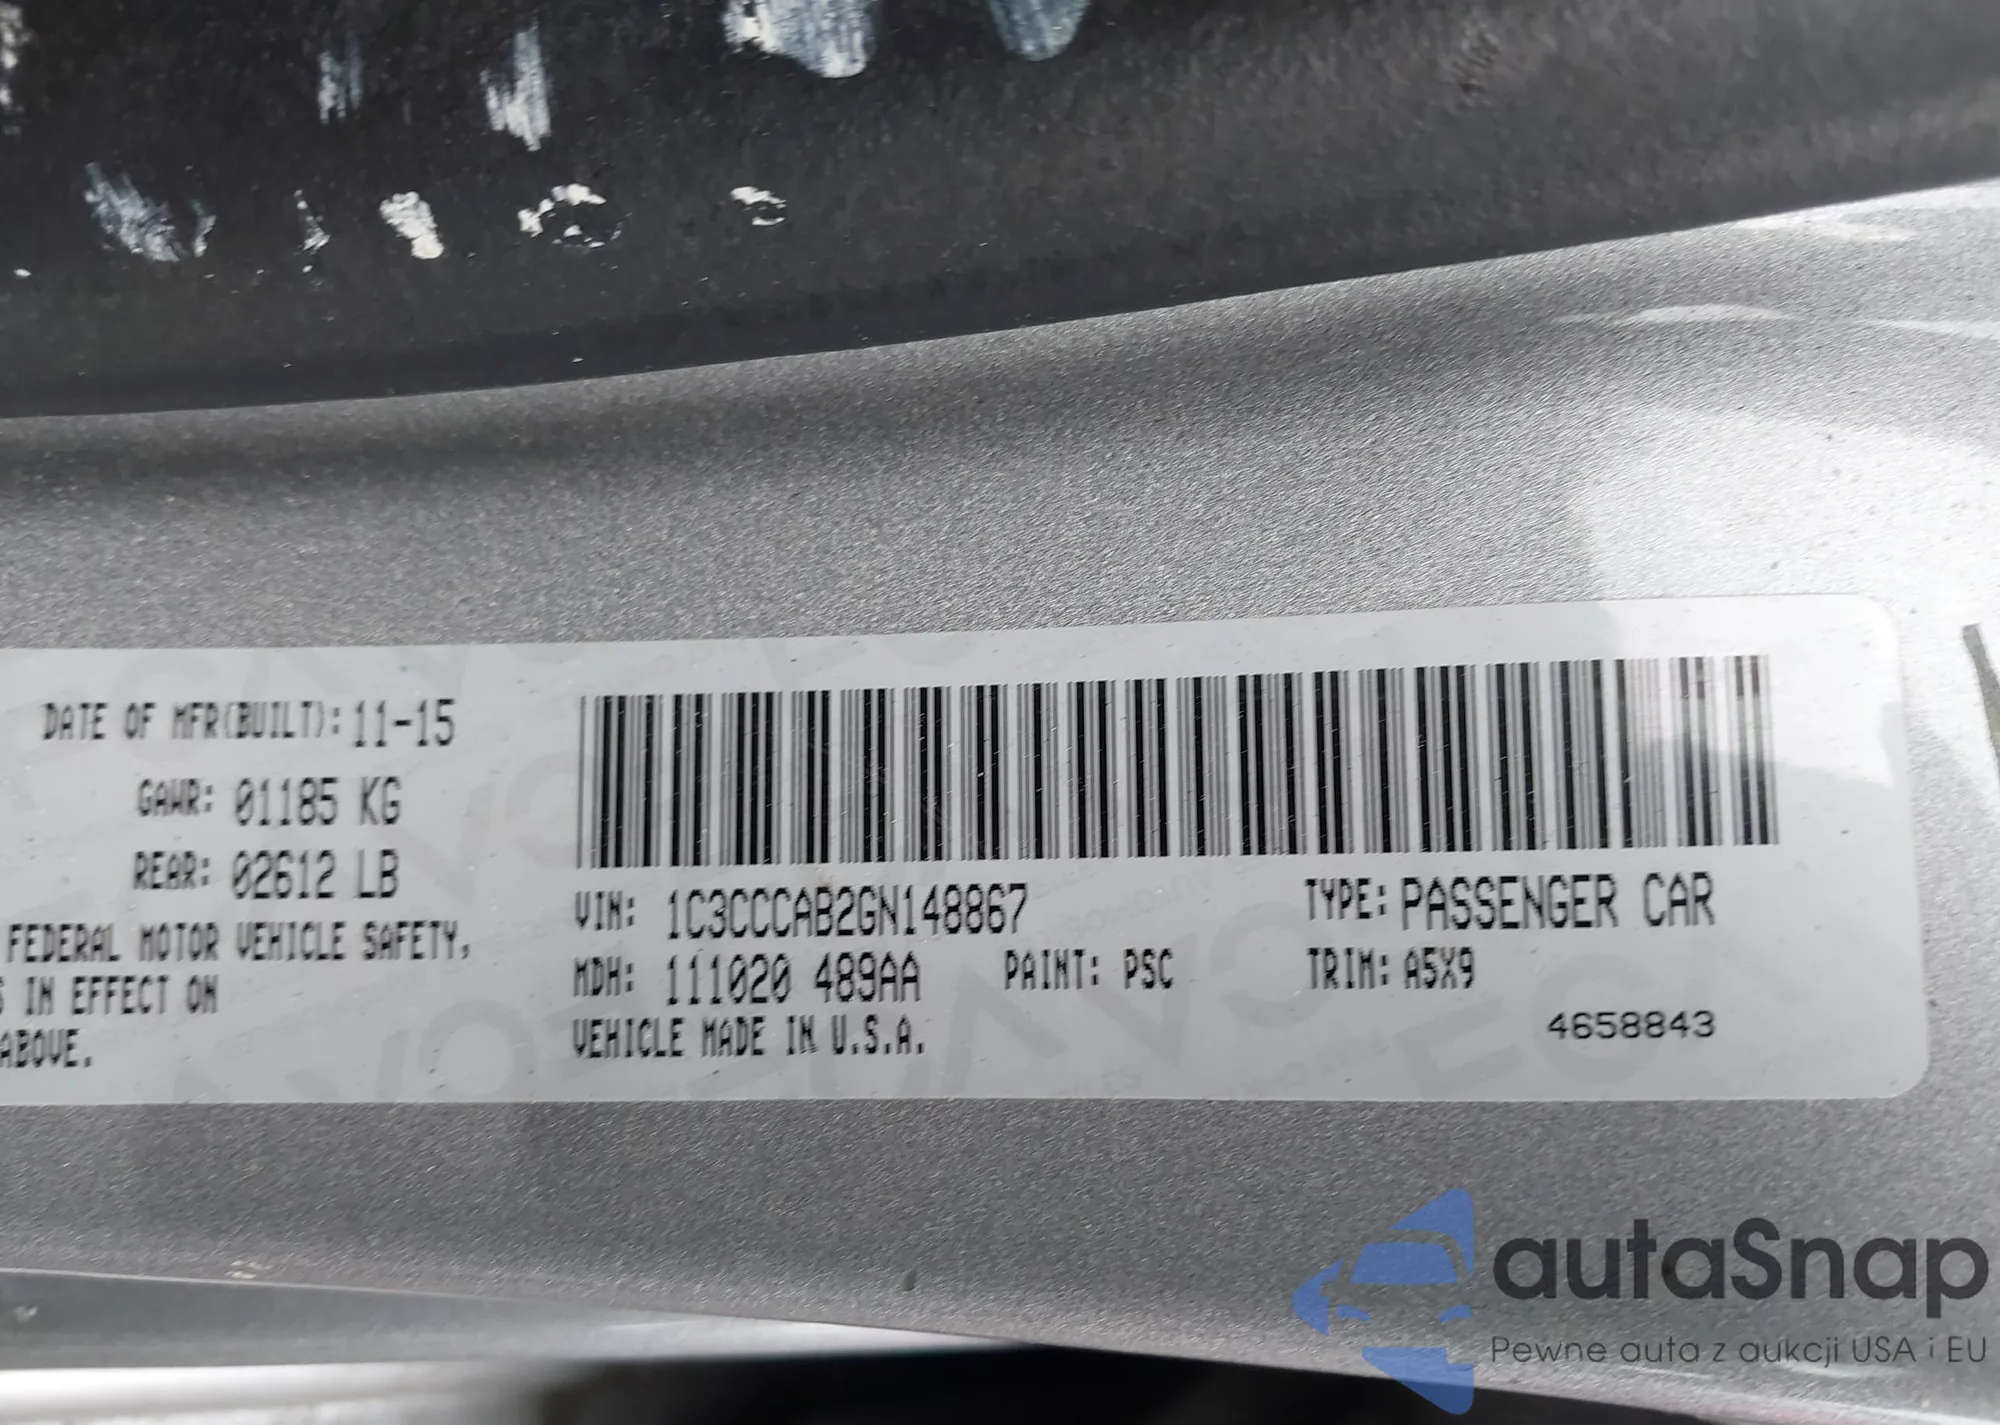 DATE OF MFR(BUILT): 11-15
GAWR: 01185 KG
REAR: 02612 LB
FEDERAL MOTOR VEHICLE SAFETY,
IN EFFECT ON
ABOVE.
VIN: 1C3CCCAB2GN148867
TYPE: PASSENGER CAR
MDH: 111020 489AA
PAINT: PSC
TRIM: A5X9
VEHICLE MADE IN U.S.A.
4658843
autaSnap
Pewne auta z aukcji USA i EU